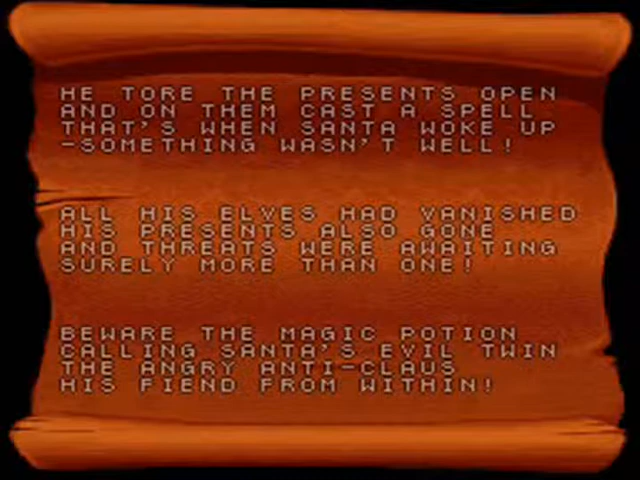 HE TORE THE PRESENTS OPEN
AND ON THEM CAST A SPELL
THAT'S WHEN SANTA WOKE UP
-SOMETHING WASN'T WELL!
ALL HIS ELVES HAD VANISHED
HIS PRESENTS ALSO GONE
AND THREATS WERE AWAITING
SURELY MORE THAN ONE!
BEWARE THE MAGIC POTION
CALLING SANTA'S EVIL TWIN
THE ANGRY ANTI-CLAUS
HIS FIEND FROM WITHIN!